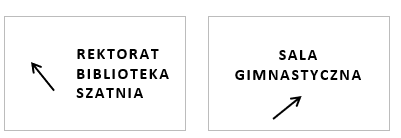 REKTORAT
BIBLIOTEKA
SZATNIA
SALA
GIMNASTYCZNA